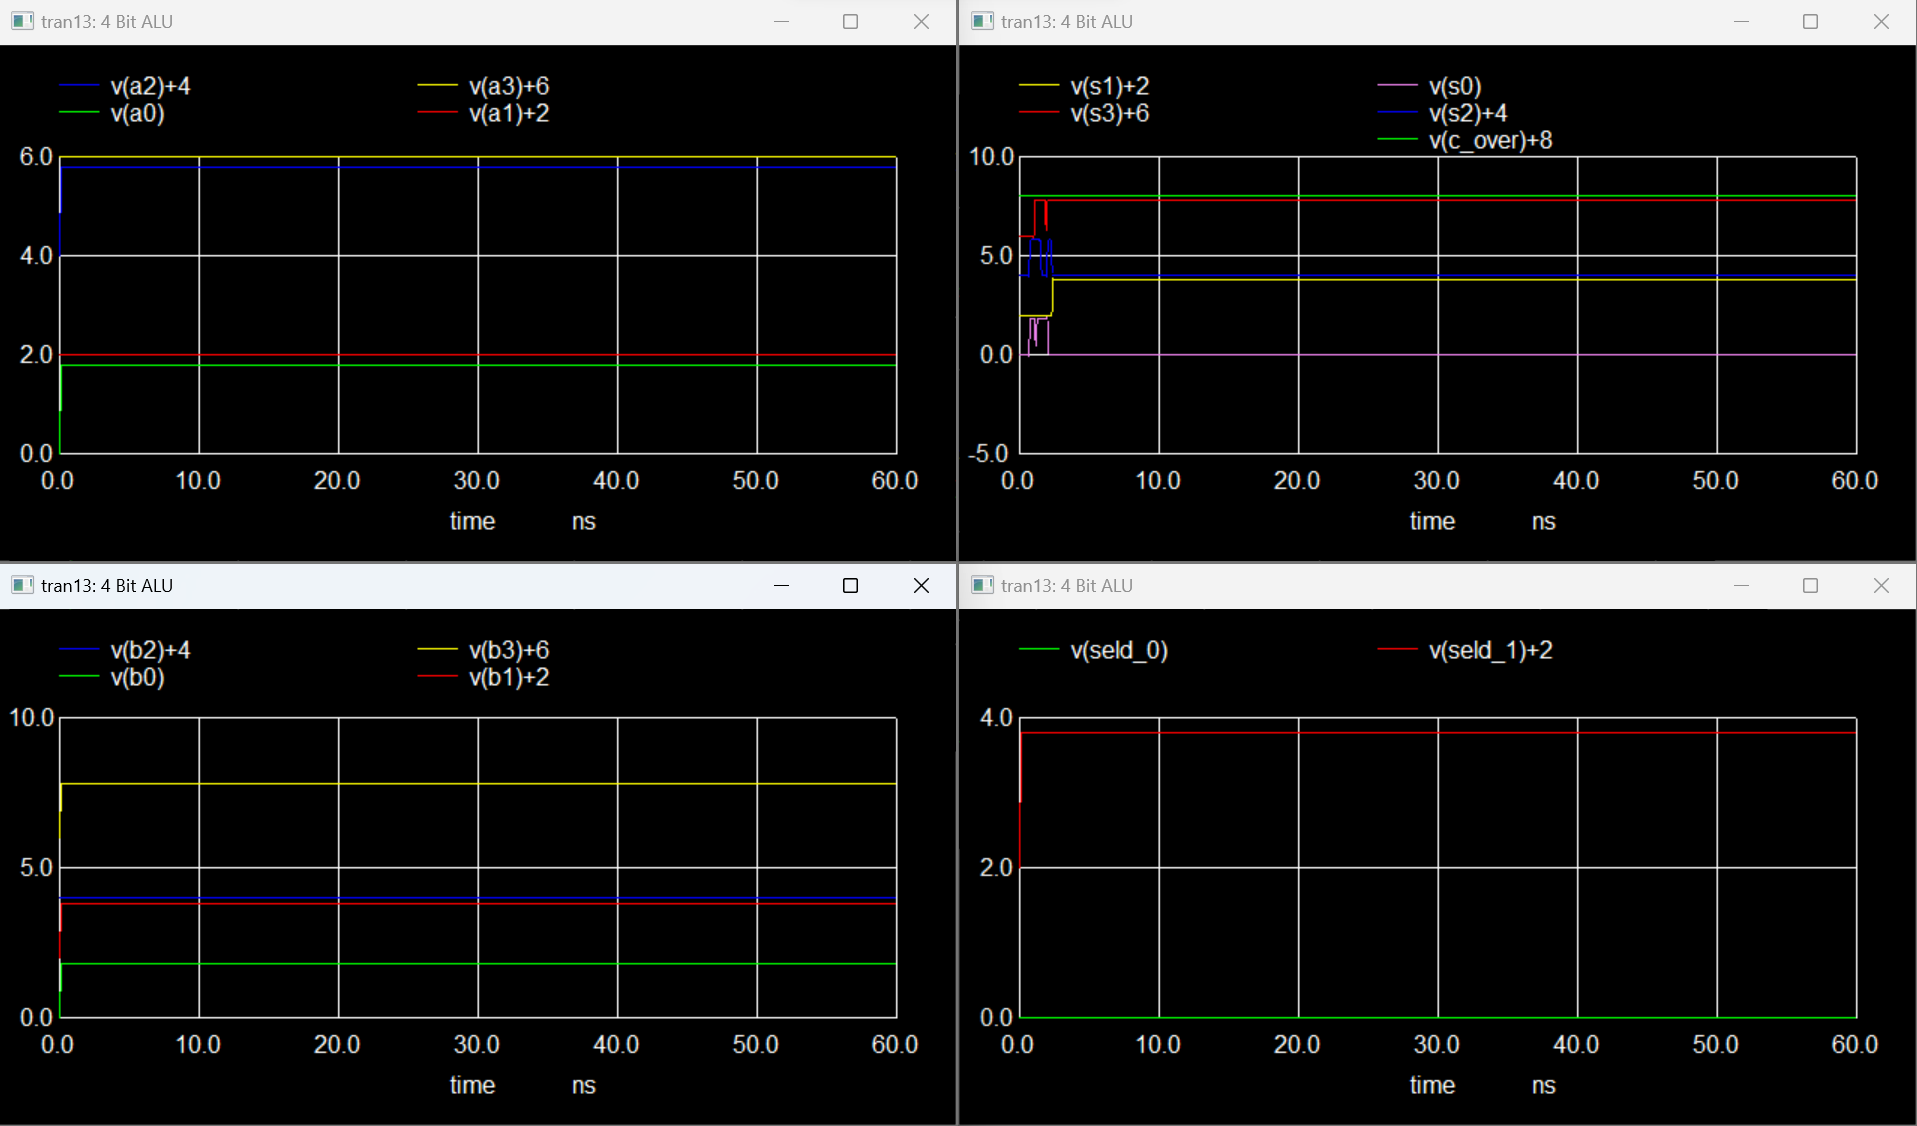 tran13: 4 Bit ALU
v(a2)+4 v(a3)+6
v(a0) v(a1)+2
6.0
4.0
2.0
0.0
0.0 10.0 20.0 30.0 40.0 50.0 60.0
time ns
tran13: 4 Bit ALU
v(s1)+2 v(s0)
v(s3)+6 v(s2)+4
v(c_over)+8
10.0
5.0
0.0
-5.0
0.0 10.0 20.0 30.0 40.0 50.0 60.0
time ns
tran13: 4 Bit ALU
v(b2)+4 v(b3)+6
v(b0) v(b1)+2
10.0
5.0
0.0
0.0 10.0 20.0 30.0 40.0 50.0 60.0
time ns
tran13: 4 Bit ALU
v(seld_0) v(seld_1)+2
4.0
2.0
0.0
0.0 10.0 20.0 30.0 40.0 50.0 60.0
time ns